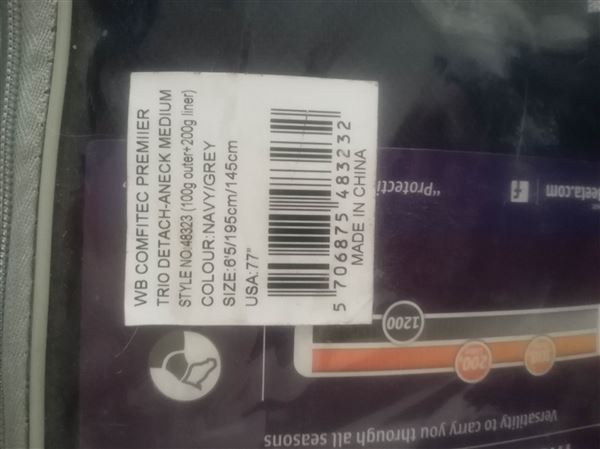 WB COMFITEC PREMIIER
TRIO DETACH-ANECK MEDIUM
STYLE NO:48323 (100g outer+200g liner)
COLOUR:NAVY/GREY
SIZE:6'5/195cm/145cm
USA:77"
5 706875 483232
MADE IN CHINA
"Protecti
f
eeta.com
1200
200
100
Versatility to carry you through all seasons